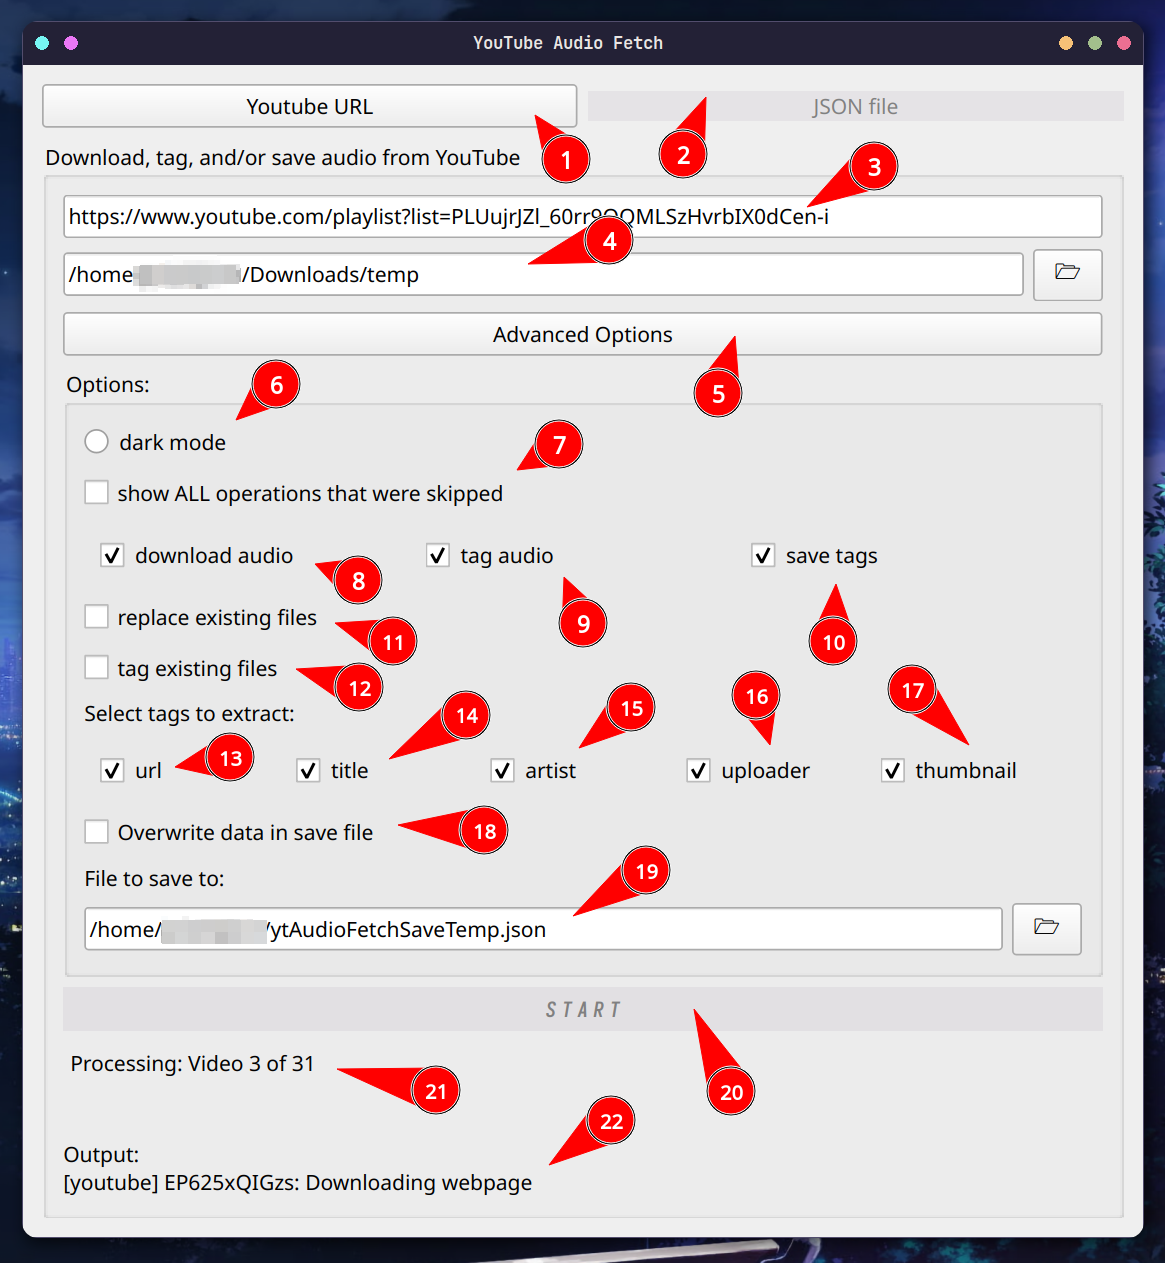 YouTube Audio Fetch
Youtube URL
JSON file
1
2
Download, tag, and/or save audio from YouTube
3
https://www.youtube.com/playlist?list=PLUujrJZl_60rr9 QMLSzHvrbIX0dCen-i
4
/home /Downloads/temp
Advanced Options
5
Options:
6
dark mode
7
show ALL operations that were skipped
download audio
tag audio
save tags
8
9
10
replace existing files
11
tag existing files
12
Select tags to extract:
13
14
15
16
17
url
title
artist
uploader
thumbnail
Overwrite data in save file
18
File to save to:
19
/home/ /ytAudioFetchSaveTemp.json
START
20
Processing: Video 3 of 31
21
22
Output:
[youtube] EP625xQIGzs: Downloading webpage